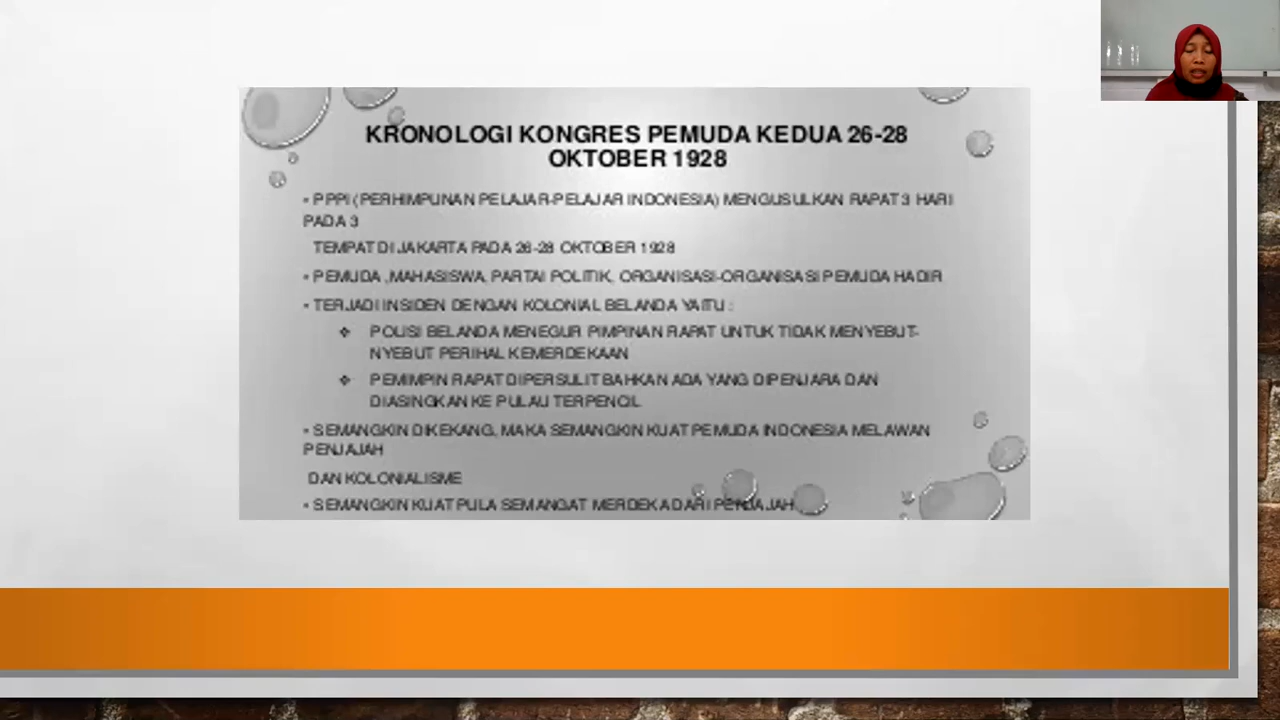 KRONOLOGI KONGRES PEMUDA KEDUA 26-28
OKTOBER 1928
• PPPI (PERHIMPUNAN PELAJAR-PELAJAR INDONESIA) MENGUSULKAN RAPAT 3 HARI
PADA 3
TEMPAT DI JAKARTA PADA 26-28 OKTOBER 1928
• PEMUDA ,MAHASISWA, PARTAI POLITIK, ORGANISASI-ORGANISASI PEMUDA HADIR
• TERJADI INSIDEN DENGAN KOLONIAL BELANDA YAITU :
❖ POLISI BELANDA MENEGUR PIMPINAN RAPAT UNTUK TIDAK MENYEBUT-
NYEBUT PERIHAL KEMERDEKAAN
❖ PEMIMPIN RAPAT DIPERSULIT BAHKAN ADA YANG DIPENJARA DAN
DIASINGKAN KE PULAU TERPENCIL
• SEMANGKIN DIKEKANG, MAKA SEMANGKIN KUAT PEMUDA INDONESIA MELAWAN
PENJAJAH
DAN KOLONIALISME
• SEMANGKIN KUAT PULA SEMANGAT MERDEKA DARI PENJAJAH